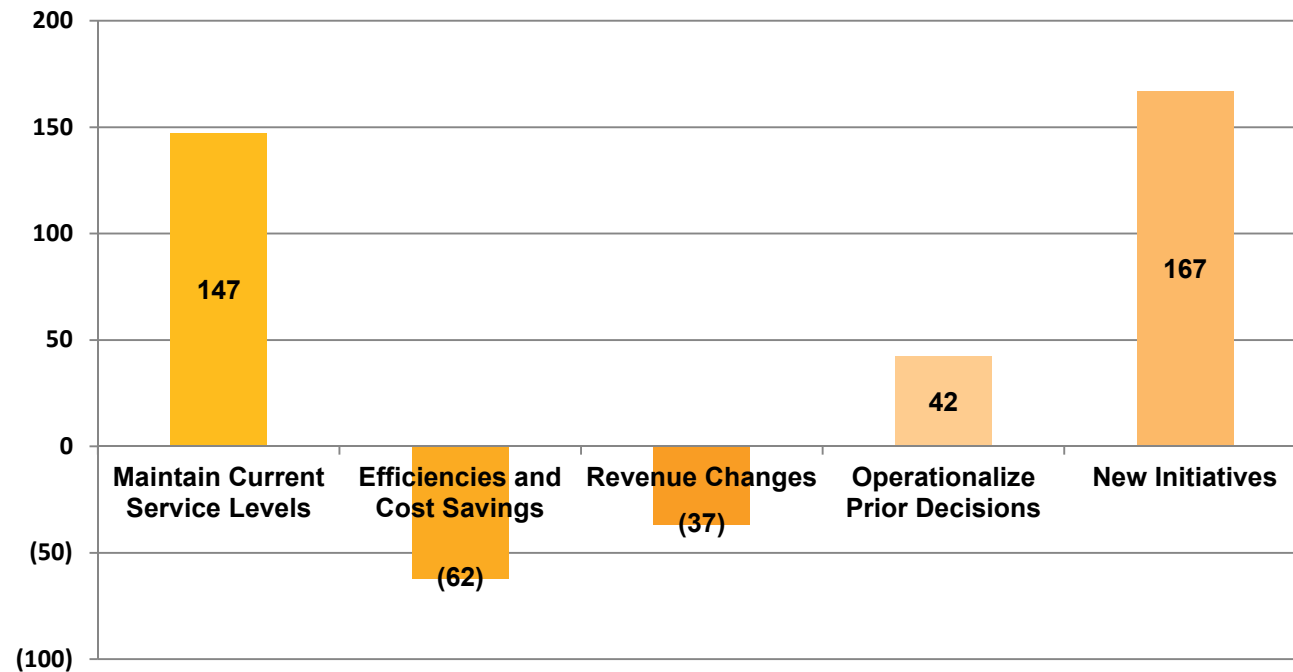 200
150
100
50
0
(50)
(100)
147
(62)
(37)
42
167
Maintain Current
Service Levels
Efficiencies and
Cost Savings
Revenue Changes
Operationalize
Prior Decisions
New Initiatives